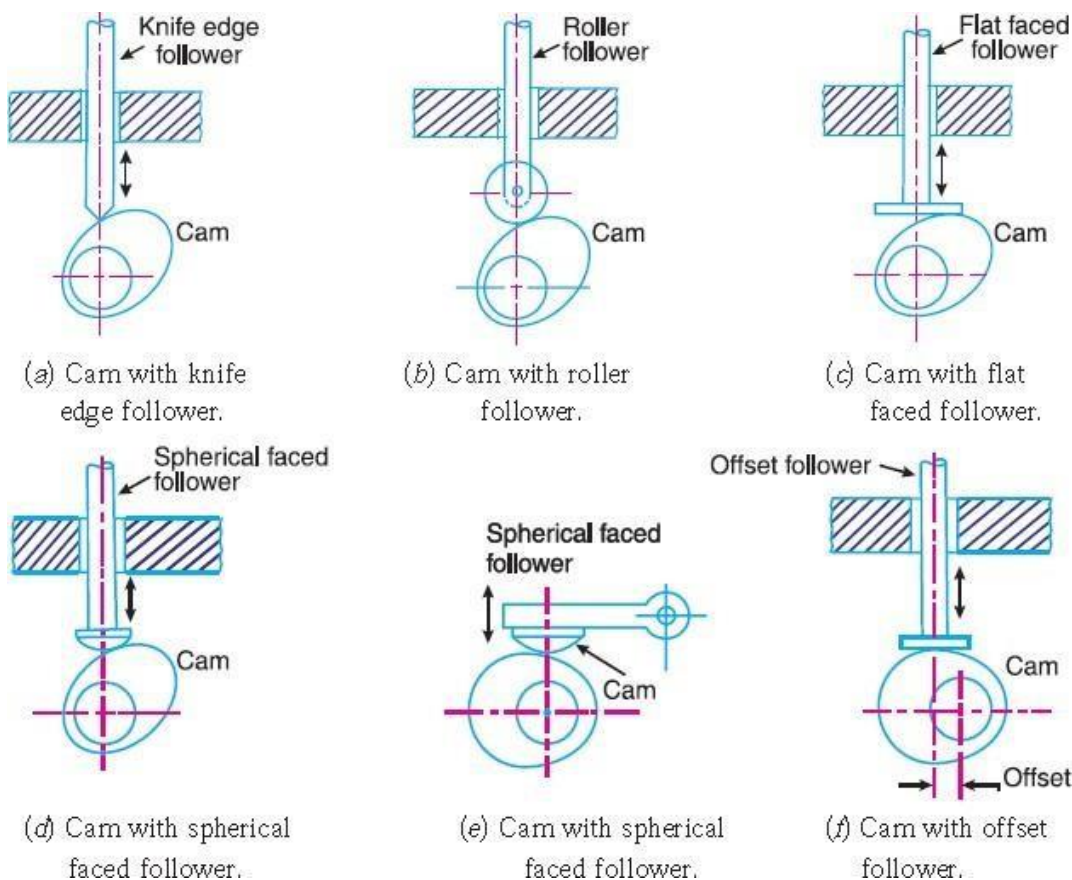 Knife edge
follower
Cam
(a) Cam with knife
edge follower.
Roller
follower
Cam
(b) Cam with roller
follower.
Flat faced
follower
Cam
(c) Cam with flat
faced follower.
Spherical faced
follower
Cam
(d) Cam with spherical
faced follower.
Spherical faced
follower
Cam
(e) Cam with spherical
faced follower.
Offset follower
Cam
Offset
(f) Cam with offset
follower.